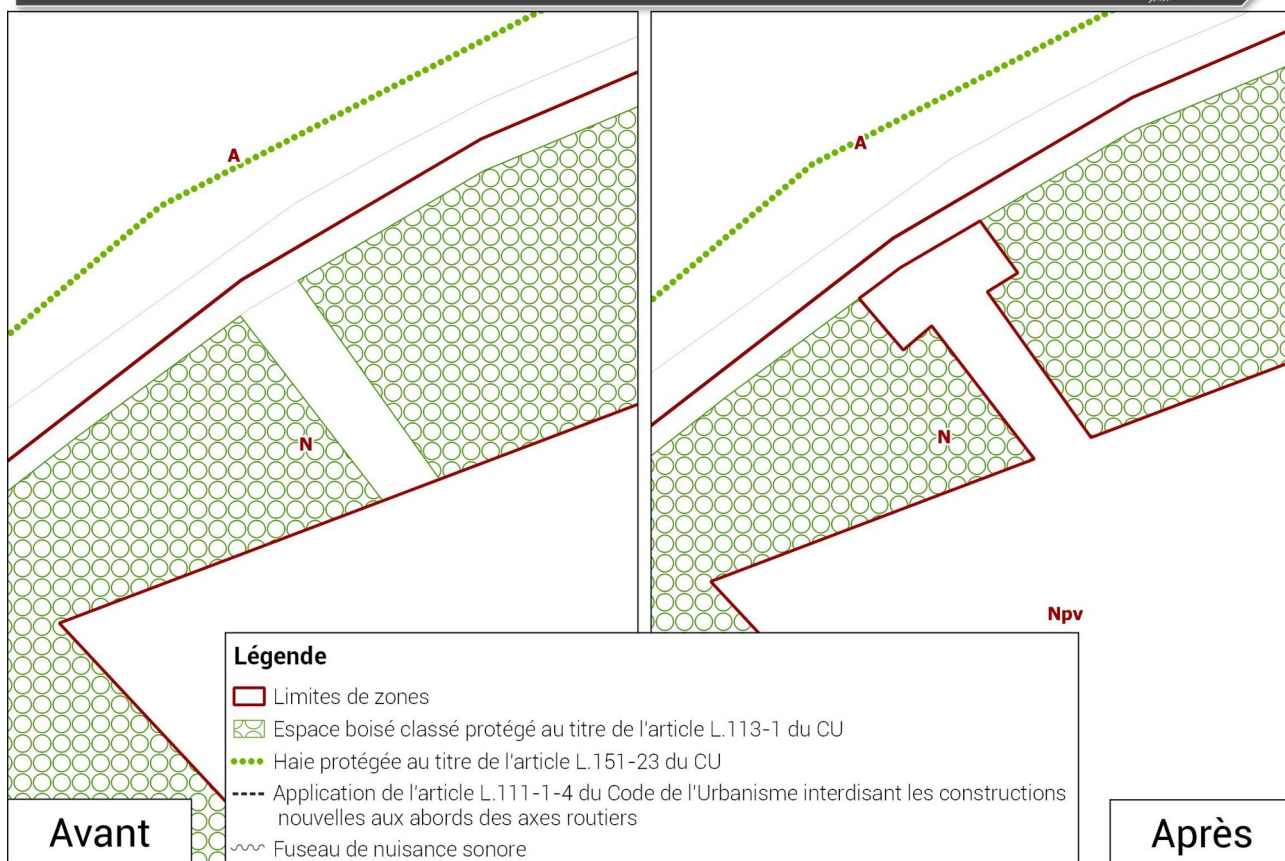 A
N
A
N
Npv
Légende
Limites de zones
Espace boisé classé protégé au titre de l'article L.113-1 du CU
Haie protégée au titre de l'article L.151-23 du CU
Application de l'article L.111-1-4 du Code de l'Urbanisme interdisant les constructions
nouvelles aux abords des axes routiers
Fuseau de nuisance sonore
Avant
Après